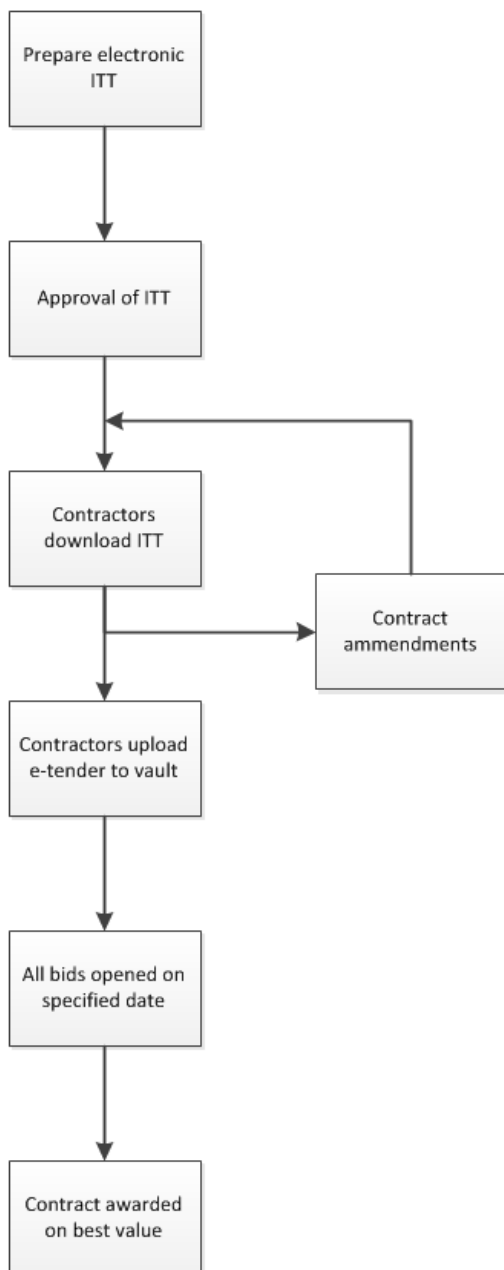 Prepare electronic
ITT
Approval of ITT
Contractors
download ITT
Contract
ammendments
Contractors upload
e-tender to vault
All bids opened on
specified date
Contract awarded
on best value